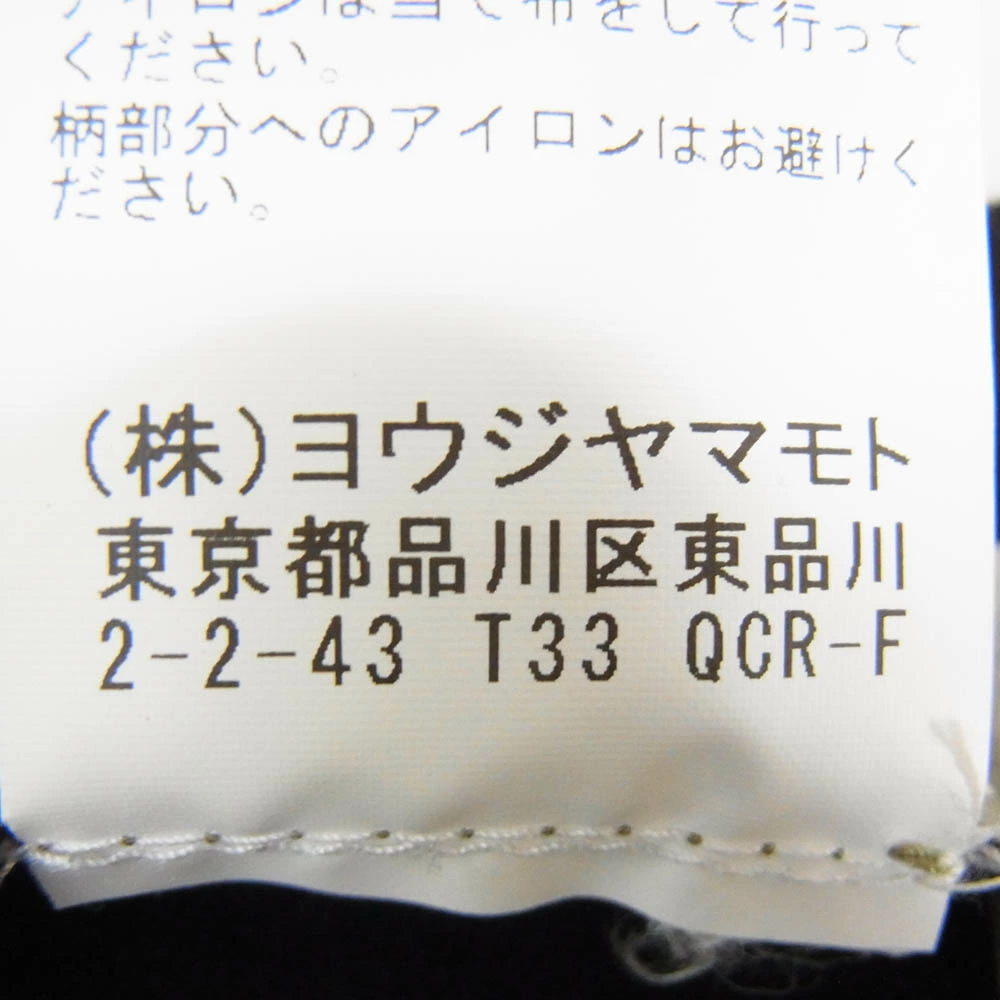 アイロンは当て布をして行って
ください。
柄部分へのアイロンはお避けく
ださい。
(株)ヨウジヤマモト
東京都品川区東品川
2-2-43 T33 QCR-F